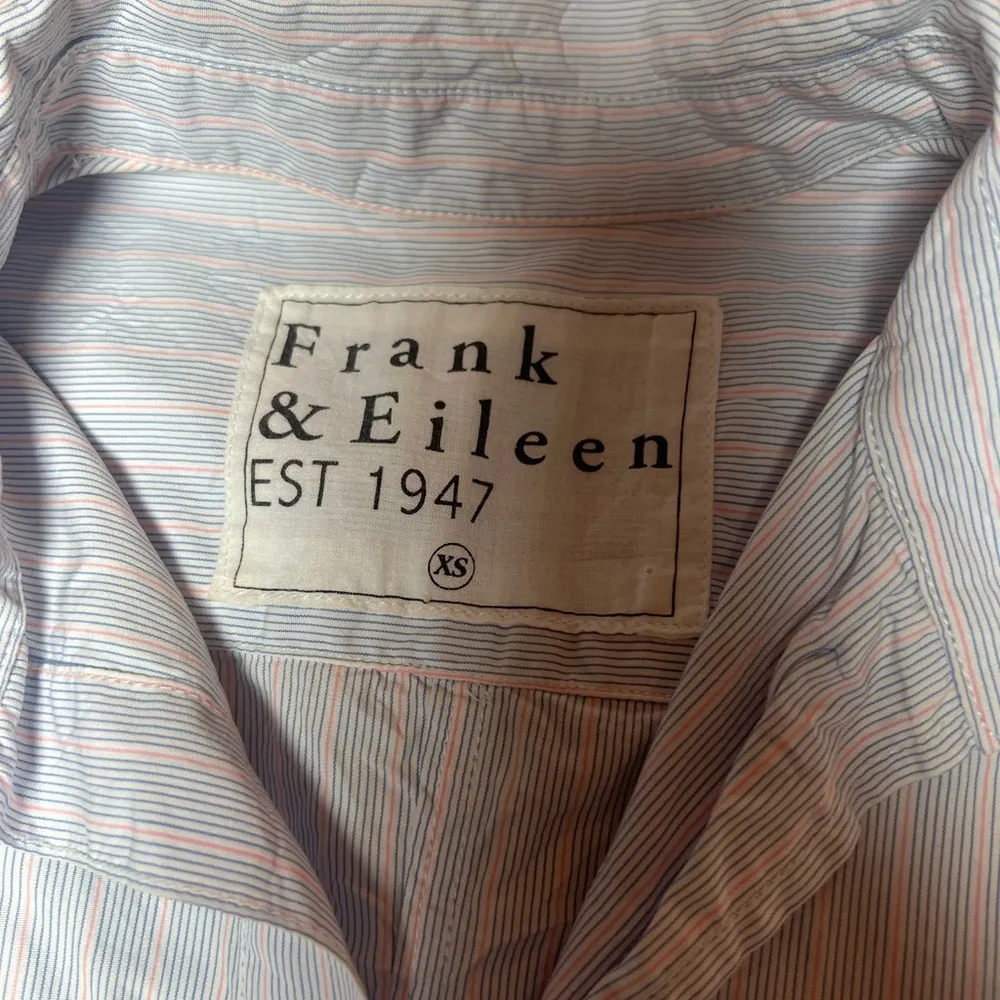 Frank
& Eileen
EST 1947
XS